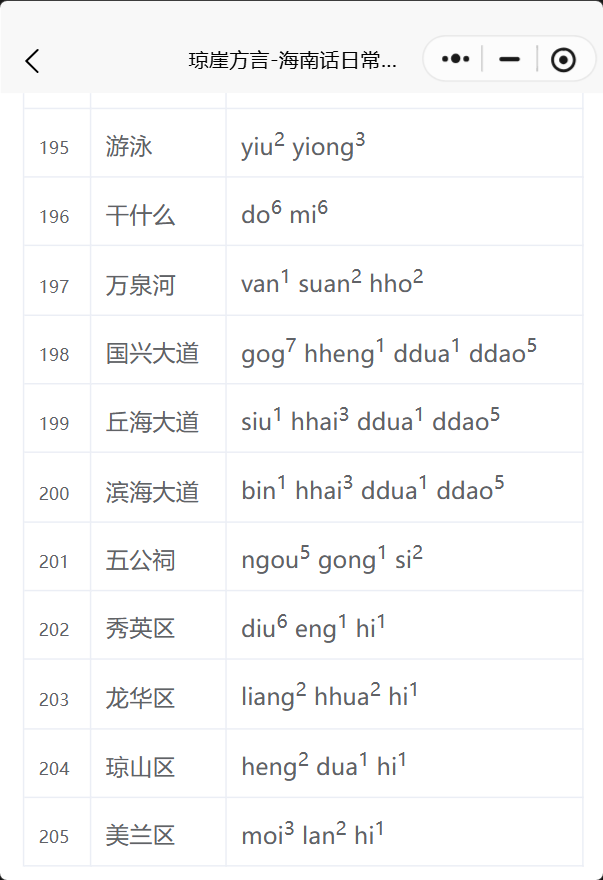 琼崖方言-海南话日常...
195 游泳 yiu² yiong³
196 干什么 do⁶ mi⁶
197 万泉河 van¹ suan² hho²
198 国兴大道 gog⁷ hheng¹ ddua¹ ddao⁵
199 丘海大道 siu¹ hhai³ ddua¹ ddao⁵
200 滨海大道 bin¹ hhai³ ddua¹ ddao⁵
201 五公祠 ngou⁵ gong¹ si²
202 秀英区 diu⁶ eng¹ hi¹
203 龙华区 liang² hhua² hi¹
204 琼山区 heng² dua¹ hi¹
205 美兰区 moi³ lan² hi¹